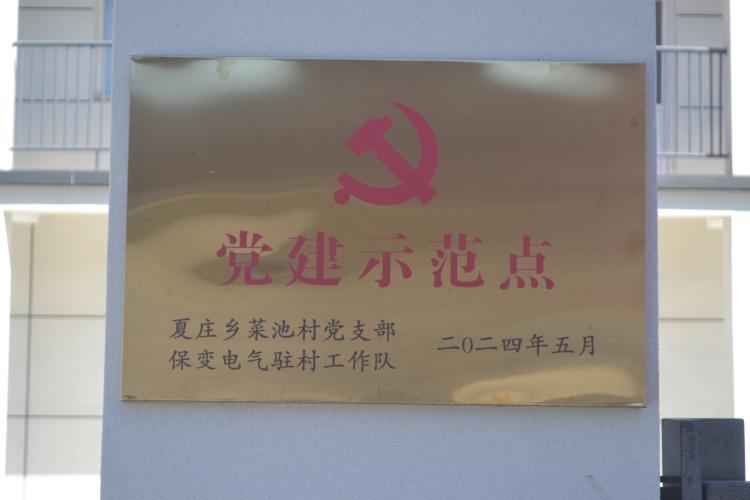 党建示范点
夏庄乡菜池村党支部
保变电气驻村工作队
二0二四年五月